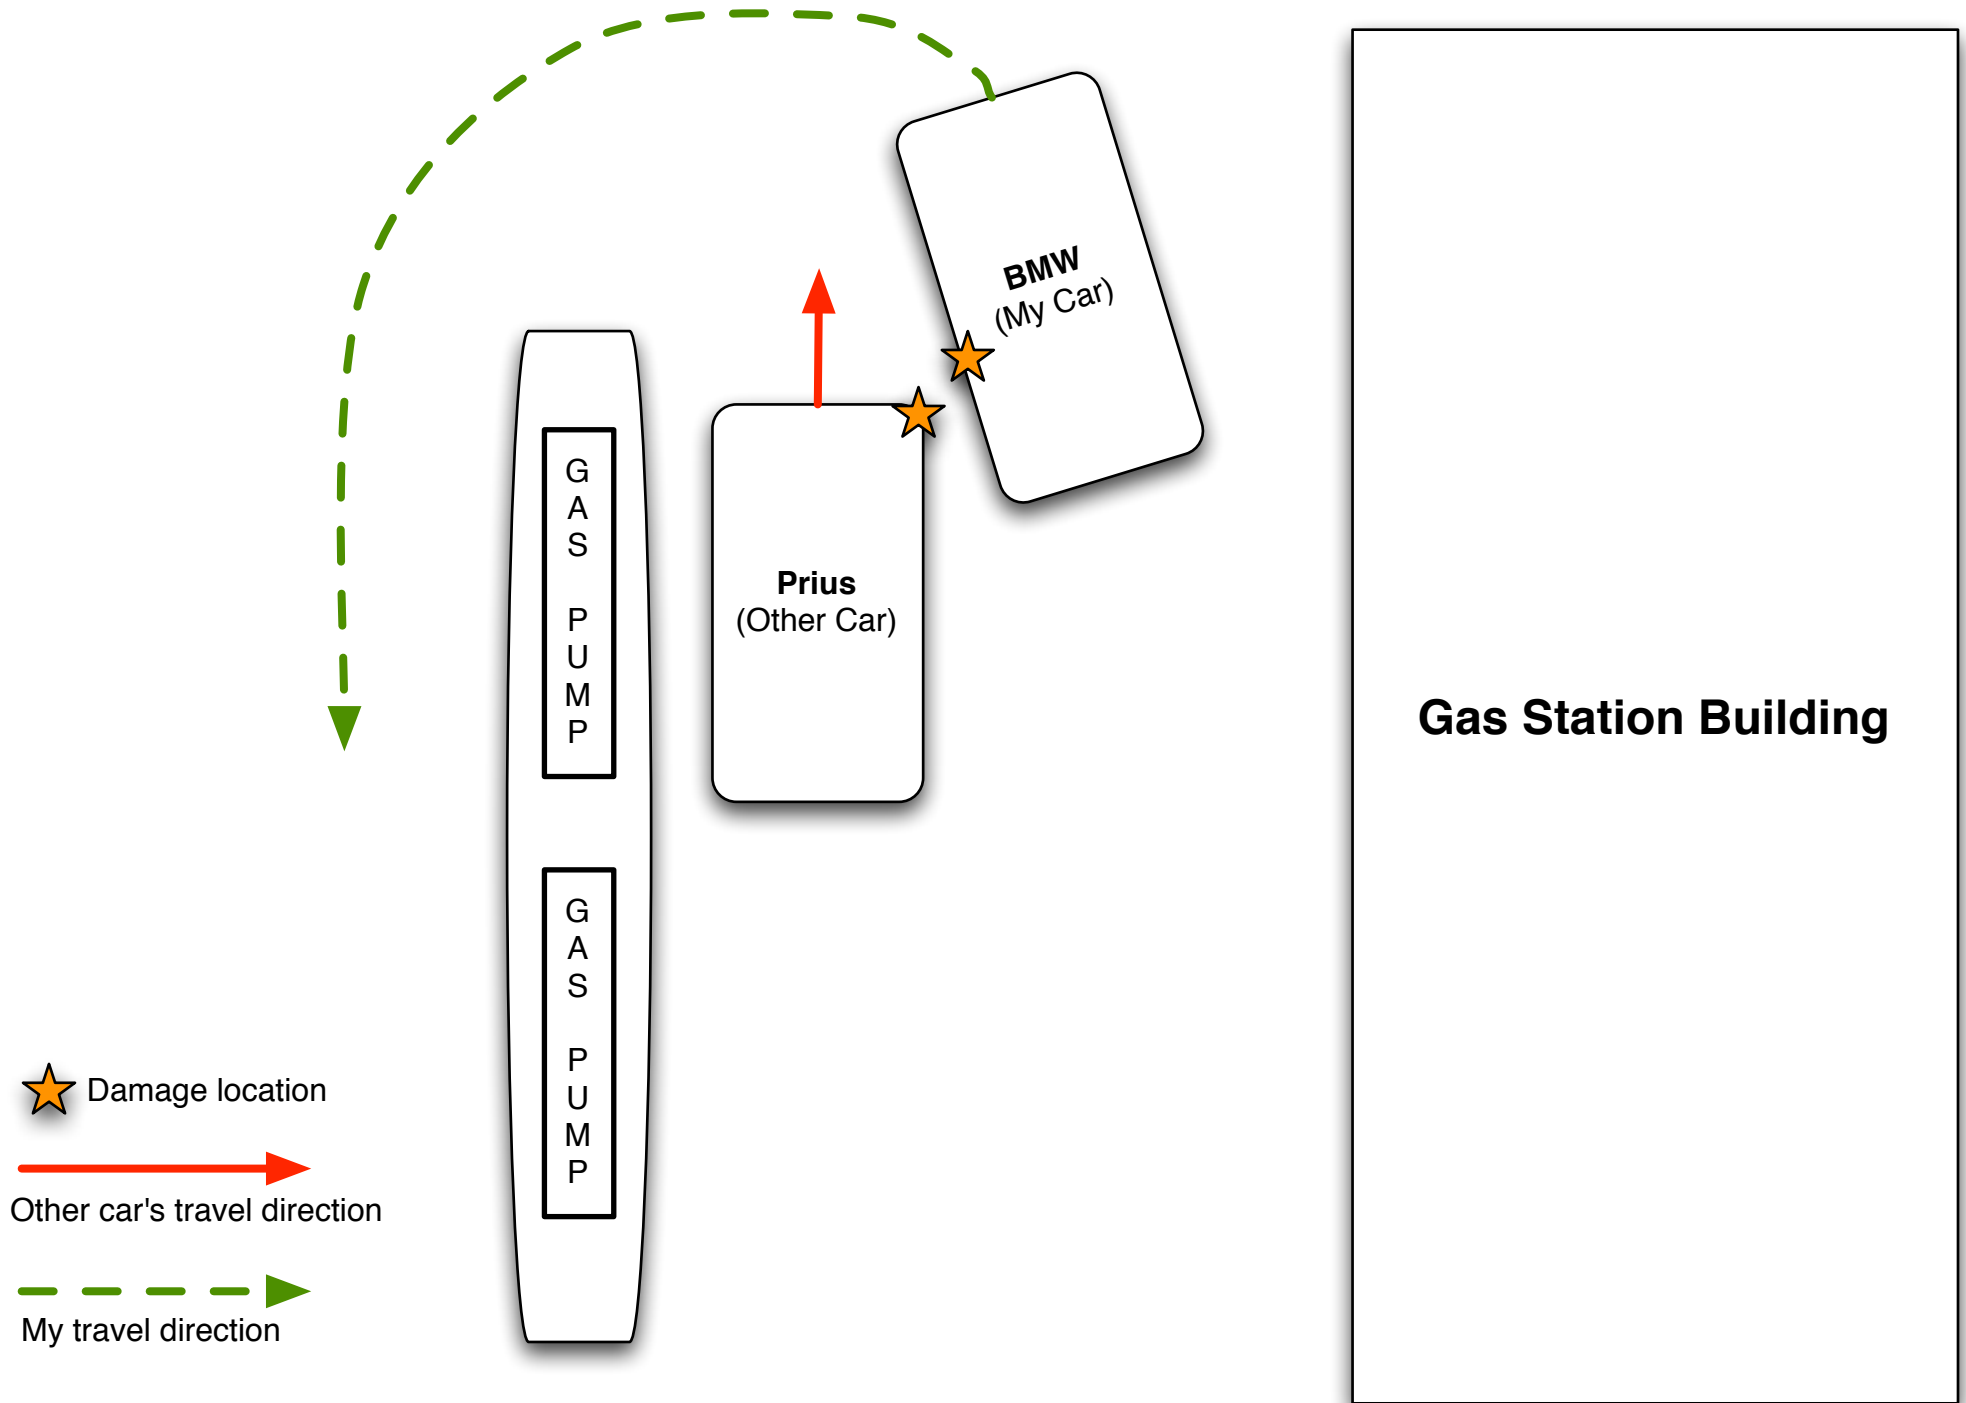 BMW
(My Car)
G
A
S
P
U
M
P
Prius
(Other Car)
Gas Station Building
G
A
S
P
U
M
P
Damage location
Other car's travel direction
My travel direction